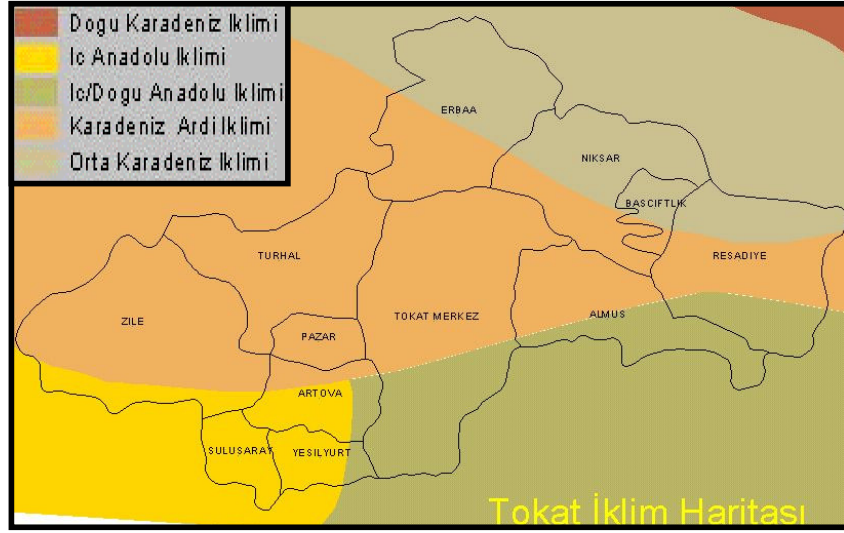 Dogu Karadeniz Iklimi
Ic Anadolu Iklimi
Ic/Dogu Anadolu Iklimi
Karadeniz Ardi Iklimi
Orta Karadeniz Iklimi
ERBAA
NIKSAR
BASCIFTLIK
TURHAL
RESADIYE
ZILE
PAZAR
TOKAT MERKEZ
ALMUS
ARTOVA
SULUSARAY
YESILYURT
Tokat İklim Haritası